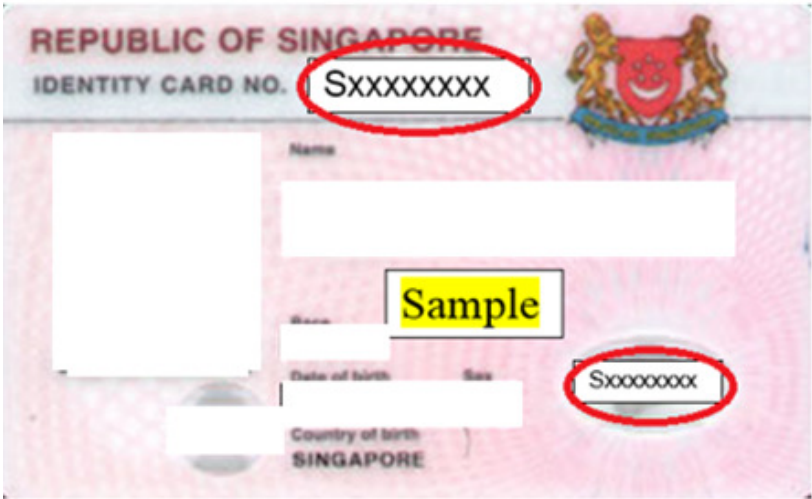 REPUBLIC OF SINGAPORE
IDENTITY CARD NO. Sxxxxxxxx
Name
Sample
Race
Date of birth Sex
Sxxxxxxxx
Country of birth
SINGAPORE